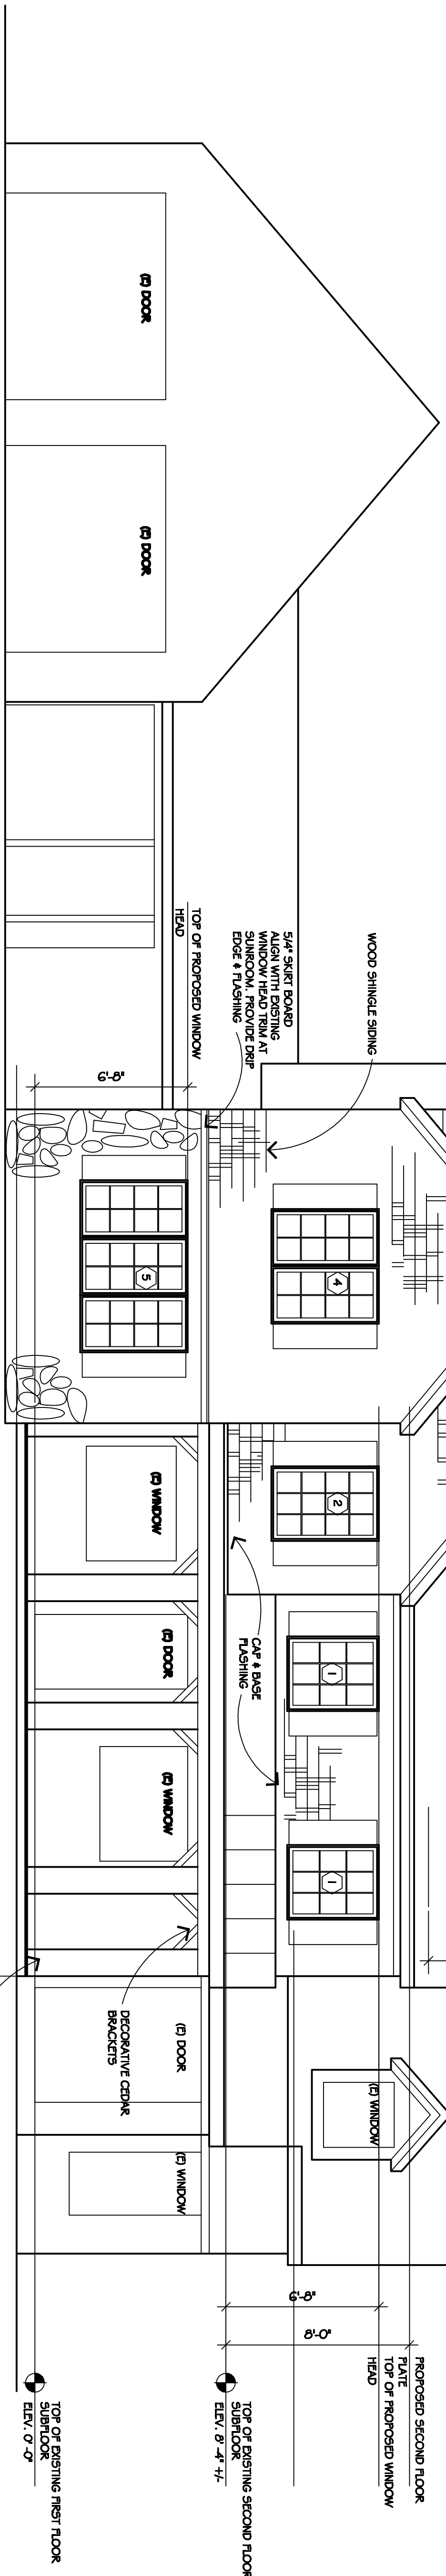 (E) DOOR
(E) DOOR
WOOD SHINGLE SIDING
5/4" SKIRT BOARD
ALIGN WITH EXISTING
WINDOW HEAD TRIM AT
SUNROOM. PROVIDE DRIP
EDGE & FLASHING
TOP OF PROPOSED WINDOW
HEAD
6'-8"
4
5
2
1
1
(E) WINDOW
(E) DOOR
(E) WINDOW
CAP & BASE
FLASHING
DECORATIVE CEDAR
BRACKETS
(E) DOOR
(E) WINDOW
(E) WINDOW
6'-8"
8'-0"
PROPOSED SECOND FLOOR
PLATE
TOP OF PROPOSED WINDOW
HEAD
TOP OF EXISTING SECOND FLOOR
SUBFLOOR
ELEV. 8' -4" +/-
TOP OF EXISTING FIRST FLOOR
SUBFLOOR
ELEV. 0' -0"